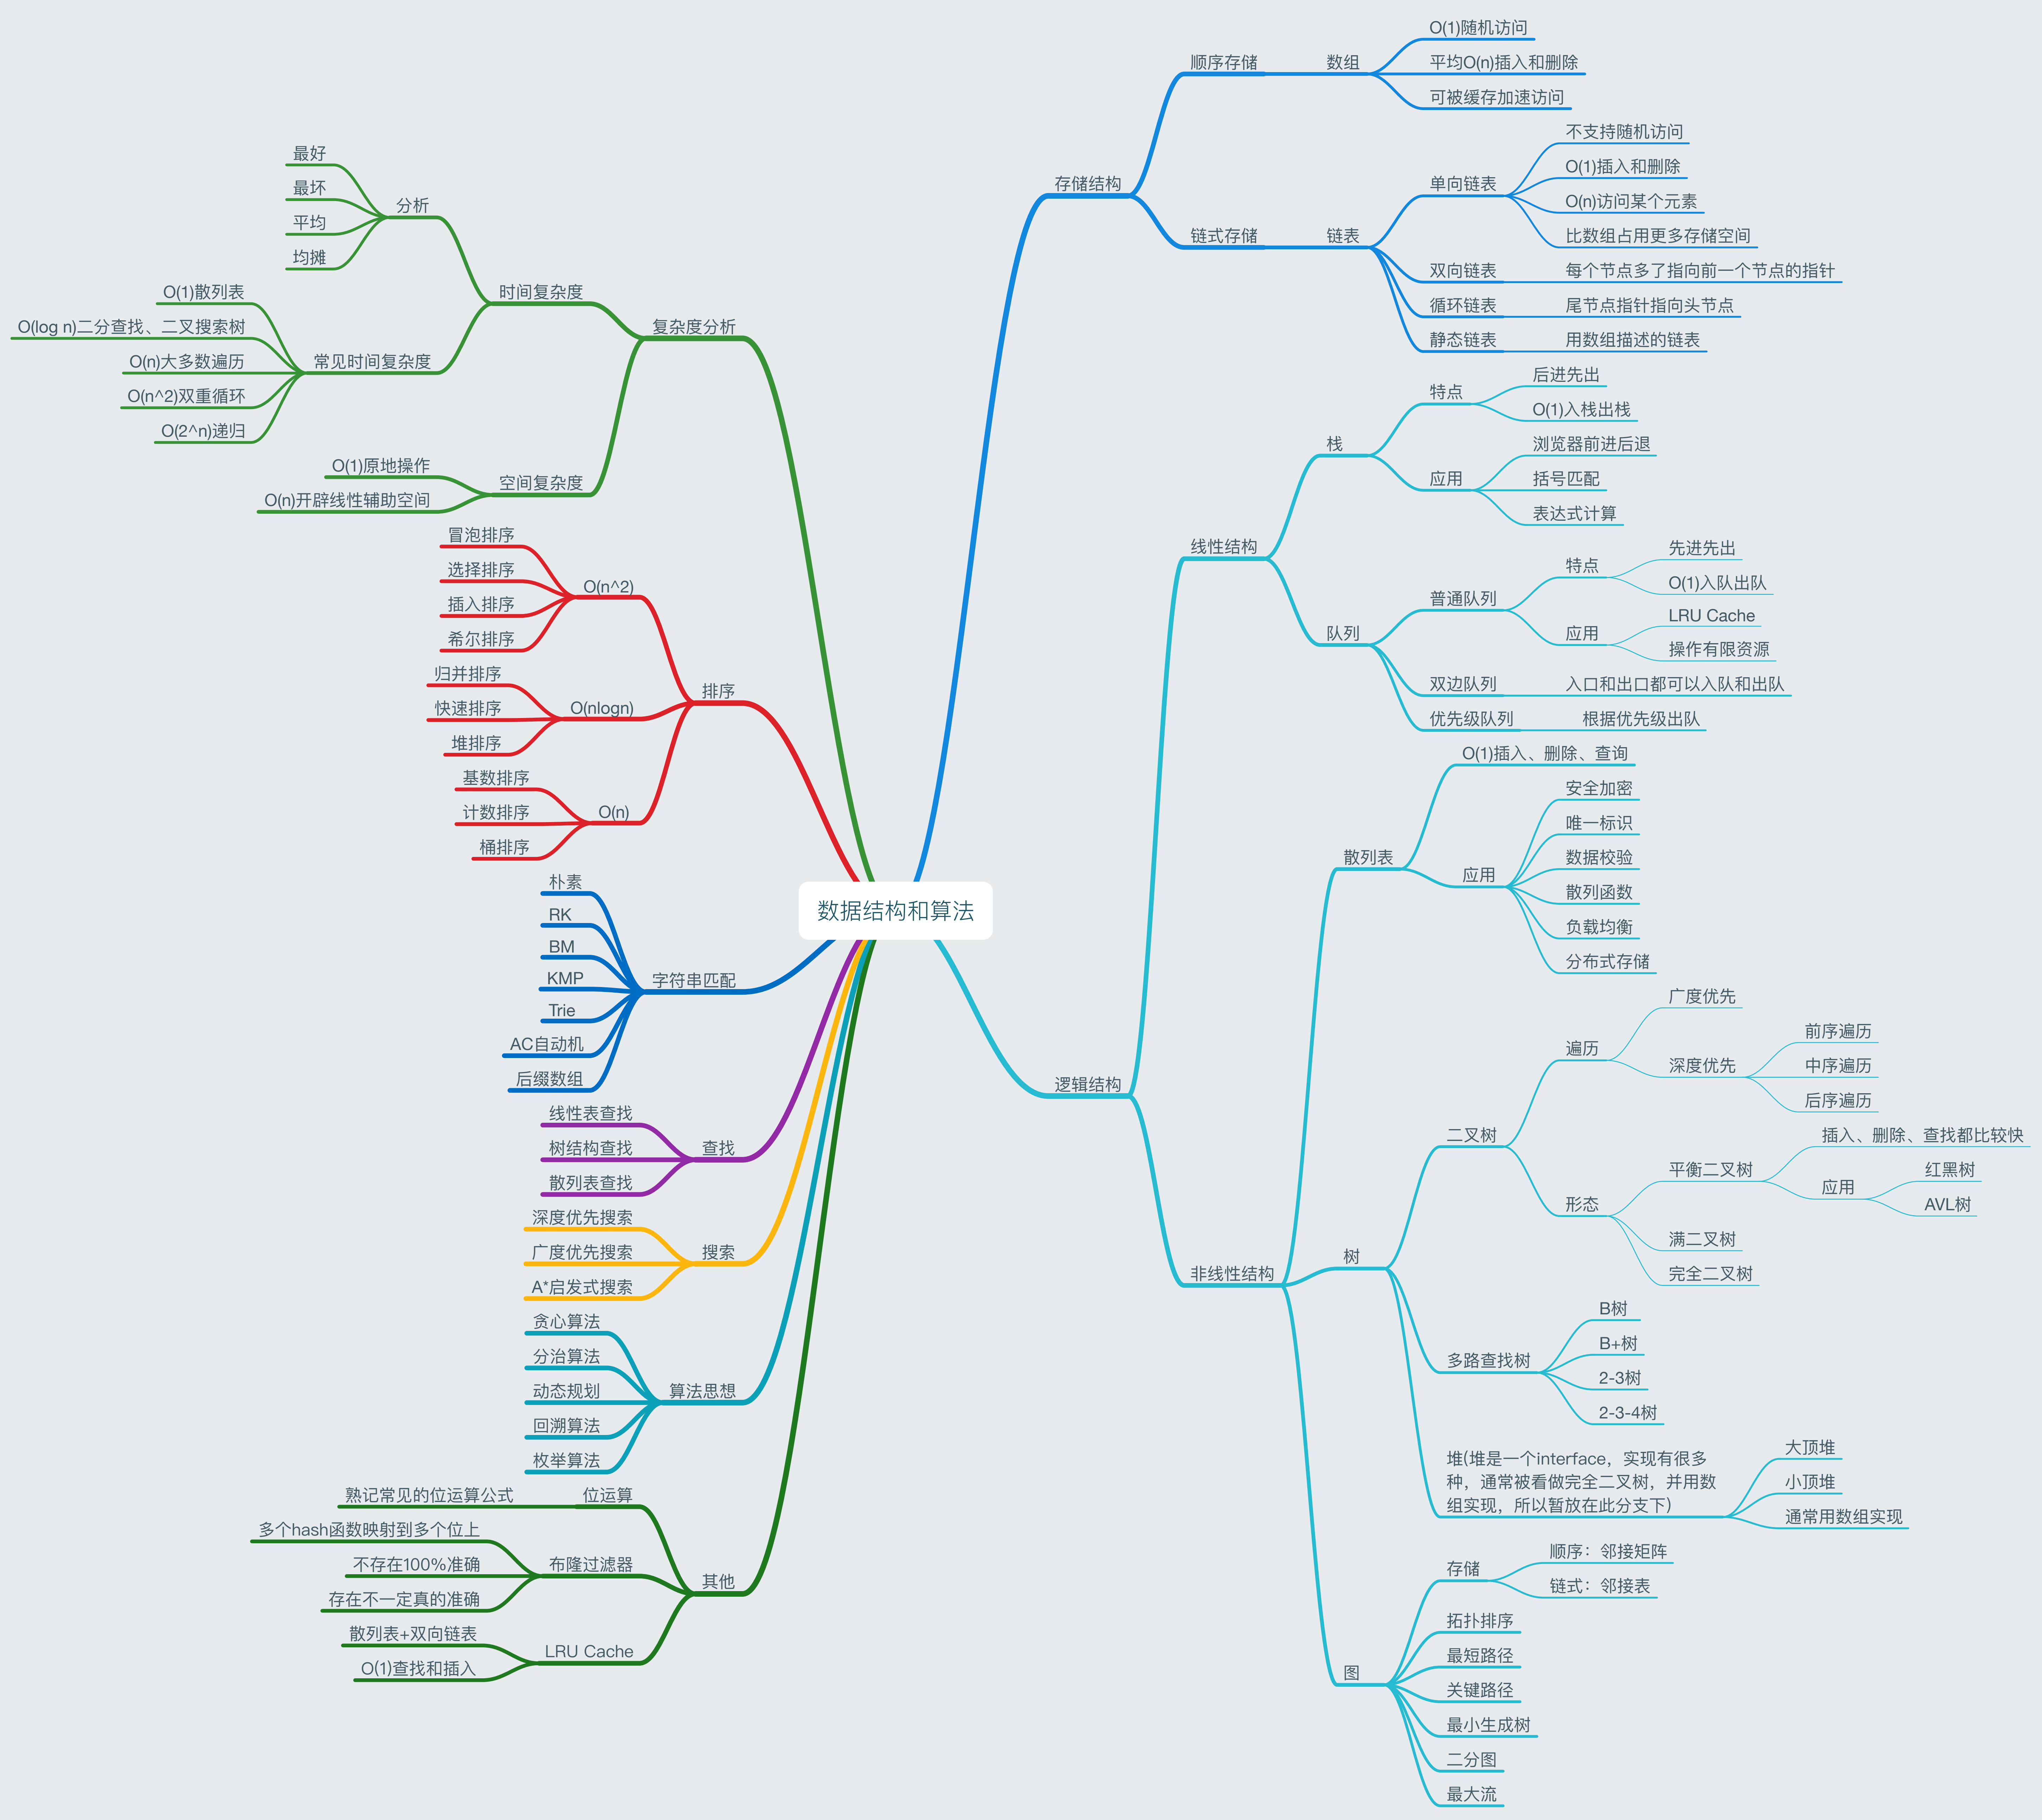 数据结构和算法
存储结构
顺序存储
数组
O(1)随机访问
平均O(n)插入和删除
可被缓存加速访问
链式存储
链表
单向链表
不支持随机访问
O(1)插入和删除
O(n)访问某个元素
比数组占用更多存储空间
双向链表
每个节点多了指向前一个节点的指针
循环链表
尾节点指针指向头节点
静态链表
用数组描述的链表
逻辑结构
线性结构
栈
特点
后进先出
O(1)入栈出栈
应用
浏览器前进后退
括号匹配
表达式计算
队列
普通队列
特点
先进先出
O(1)入队出队
应用
LRU Cache
操作有限资源
双边队列
入口和出口都可以入队和出队
优先级队列
根据优先级出队
非线性结构
散列表
O(1)插入、删除、查询
应用
安全加密
唯一标识
数据校验
散列函数
负载均衡
分布式存储
树
二叉树
遍历
广度优先
深度优先
前序遍历
中序遍历
后序遍历
形态
平衡二叉树
插入、删除、查找都比较快
应用
红黑树
AVL树
满二叉树
完全二叉树
多路查找树
B树
B+树
2-3树
2-3-4树
堆(堆是一个interface，实现有很多
种，通常被看做完全二叉树，并用数
组实现，所以暂放在此分支下)
大顶堆
小顶堆
通常用数组实现
图
存储
顺序：邻接矩阵
链式：邻接表
拓扑排序
最短路径
关键路径
最小生成树
二分图
最大流
复杂度分析
时间复杂度
分析
最好
最坏
平均
均摊
常见时间复杂度
O(1)散列表
O(log n)二分查找、二叉搜索树
O(n)大多数遍历
O(n^2)双重循环
O(2^n)递归
空间复杂度
O(1)原地操作
O(n)开辟线性辅助空间
排序
O(n^2)
冒泡排序
选择排序
插入排序
希尔排序
O(nlogn)
归并排序
快速排序
堆排序
O(n)
基数排序
计数排序
桶排序
字符串匹配
朴素
RK
BM
KMP
Trie
AC自动机
后缀数组
查找
线性表查找
树结构查找
散列表查找
搜索
深度优先搜索
广度优先搜索
A*启发式搜索
算法思想
贪心算法
分治算法
动态规划
回溯算法
枚举算法
其他
位运算
熟记常见的位运算公式
布隆过滤器
多个hash函数映射到多个位上
不存在100%准确
存在不一定真的准确
LRU Cache
散列表+双向链表
O(1)查找和插入